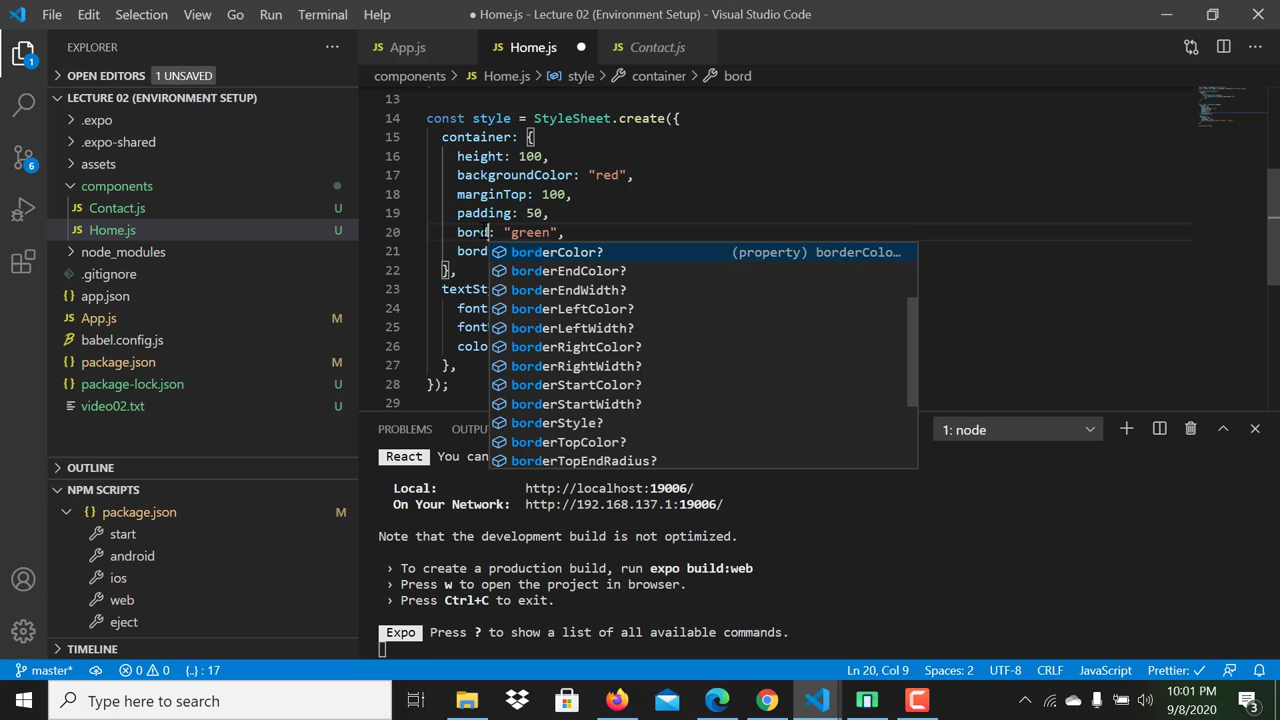 File Edit Selection View Go Run Terminal Help
● Home.js - Lecture 02 (Environment Setup) - Visual Studio Code
EXPLORER
App.js
Home.js
Contact.js
OPEN EDITORS 1 UNSAVED
components > Home.js > style > container > bord
LECTURE 02 (ENVIRONMENT SETUP)
.expo
.expo-shared
assets
components
Contact.js U
Home.js U
node_modules
.gitignore
app.json
App.js M
babel.config.js
package.json M
package-lock.json U
video02.txt U
OUTLINE
NPM SCRIPTS
package.json M
start
android
ios
web
eject
TIMELINE
13
14 const style = StyleSheet.create({
15 container: {
16 height: 100,
17 backgroundColor: "red",
18 marginTop: 100,
19 padding: 50,
20 bord: "green",
21 bord
22 },
23 textSt
24 font
25 font
26 colo
27 },
28 });
29
borderColor? (property) borderColo…
borderEndColor?
borderEndWidth?
borderLeftColor?
borderLeftWidth?
borderRightColor?
borderRightWidth?
borderStartColor?
borderStartWidth?
borderStyle?
borderTopColor?
borderTopEndRadius?
PROBLEMS OUTPU 1: node
React You can
Local: http://localhost:19006/
On Your Network: http://192.168.137.1:19006/
Note that the development build is not optimized.
› To create a production build, run expo build:web
› Press w to open the project in browser.
› Press Ctrl+C to exit.
Expo Press ? to show a list of all available commands.
master* 0 0 {..} : 17 Ln 20, Col 9 Spaces: 2 UTF-8 CRLF JavaScript Prettier: ✓
Type here to search
10:01 PM
9/8/2020
1
6
3